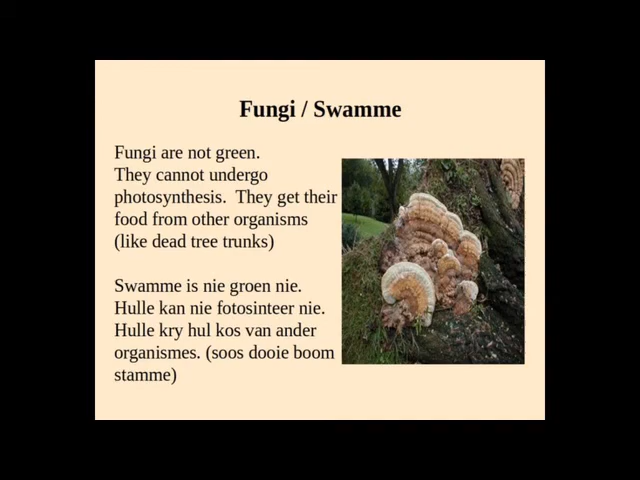 Fungi / Swamme
Fungi are not green.
They cannot undergo
photosynthesis.  They get their
food from other organisms
(like dead tree trunks)
Swamme is nie groen nie.
Hulle kan nie fotosinteer nie.
Hulle kry hul kos van ander
organismes. (soos dooie boom
stamme)